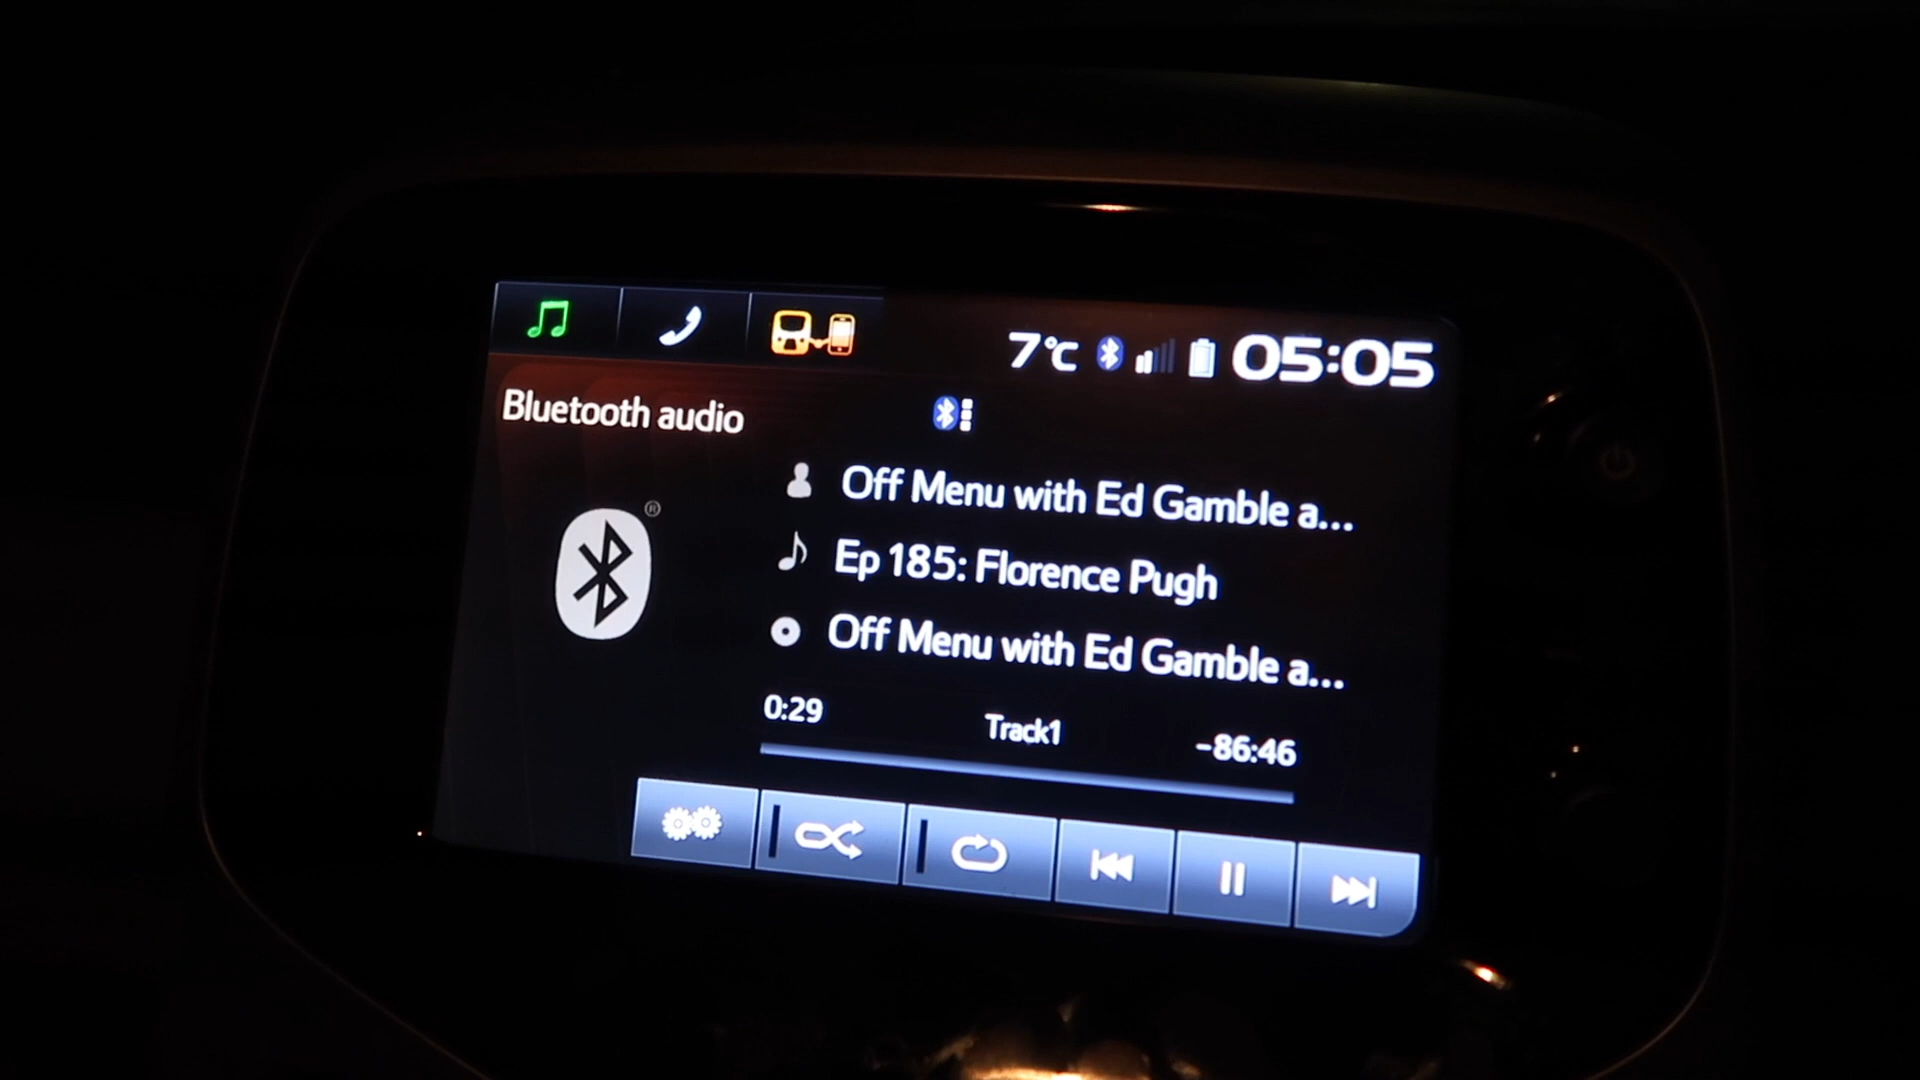 7°C 05:05
Bluetooth audio
®
Off Menu with Ed Gamble a...
Ep 185: Florence Pugh
Off Menu with Ed Gamble a...
0:29 Track1 -86:46